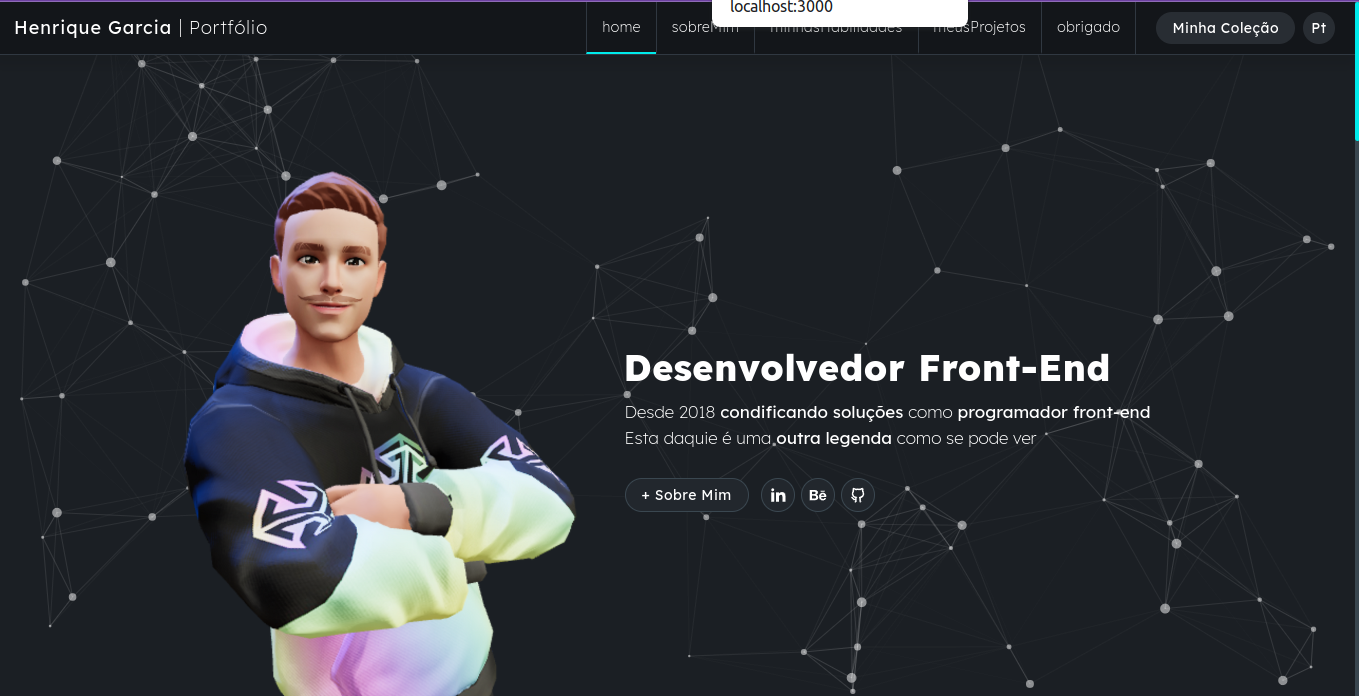 localhost:3000
Henrique Garcia | Portfólio
home
sobreMim
minhasHabilidades
meusProjetos
obrigado
Minha Coleção
Pt
Desenvolvedor Front-End
Desde 2018 condificando soluções como programador front-end
Esta daquie é uma outra legenda como se pode ver
+ Sobre Mim
in
Bē